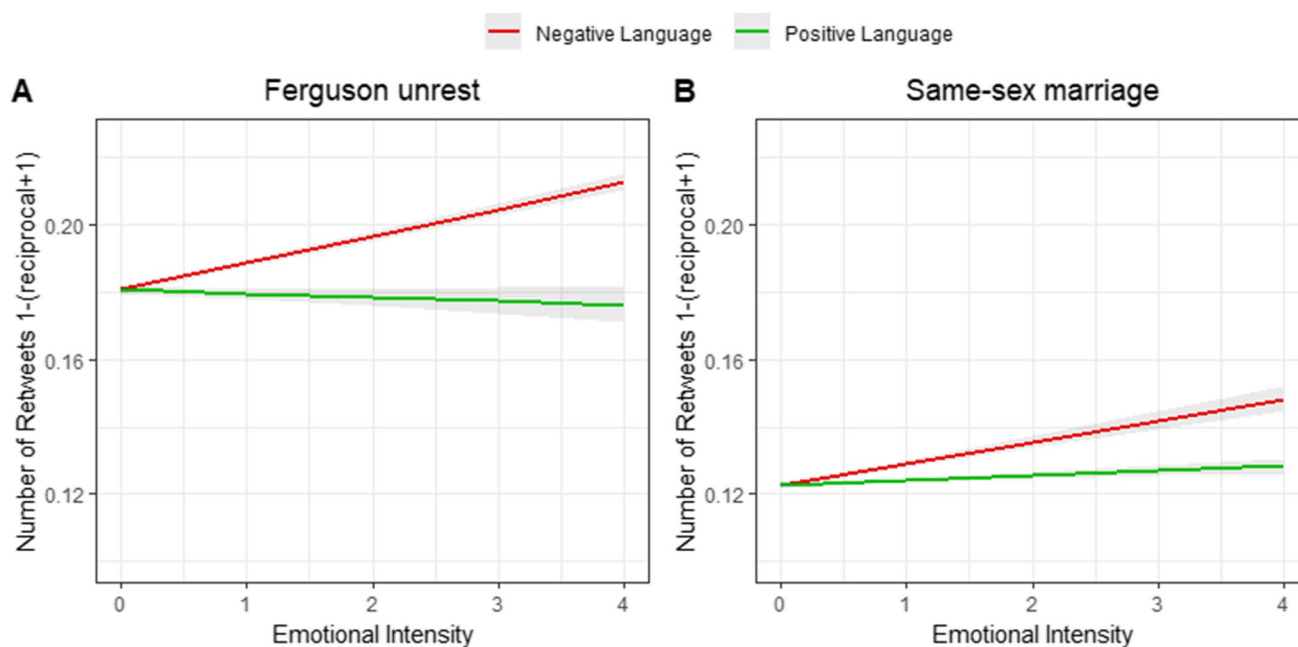 Negative Language Positive Language
A Ferguson unrest
Number of Retweets 1-(reciprocal+1)
0.20
0.16
0.12
0 1 2 3 4
Emotional Intensity
B Same-sex marriage
Number of Retweets 1-(reciprocal+1)
0.20
0.16
0.12
0 1 2 3 4
Emotional Intensity